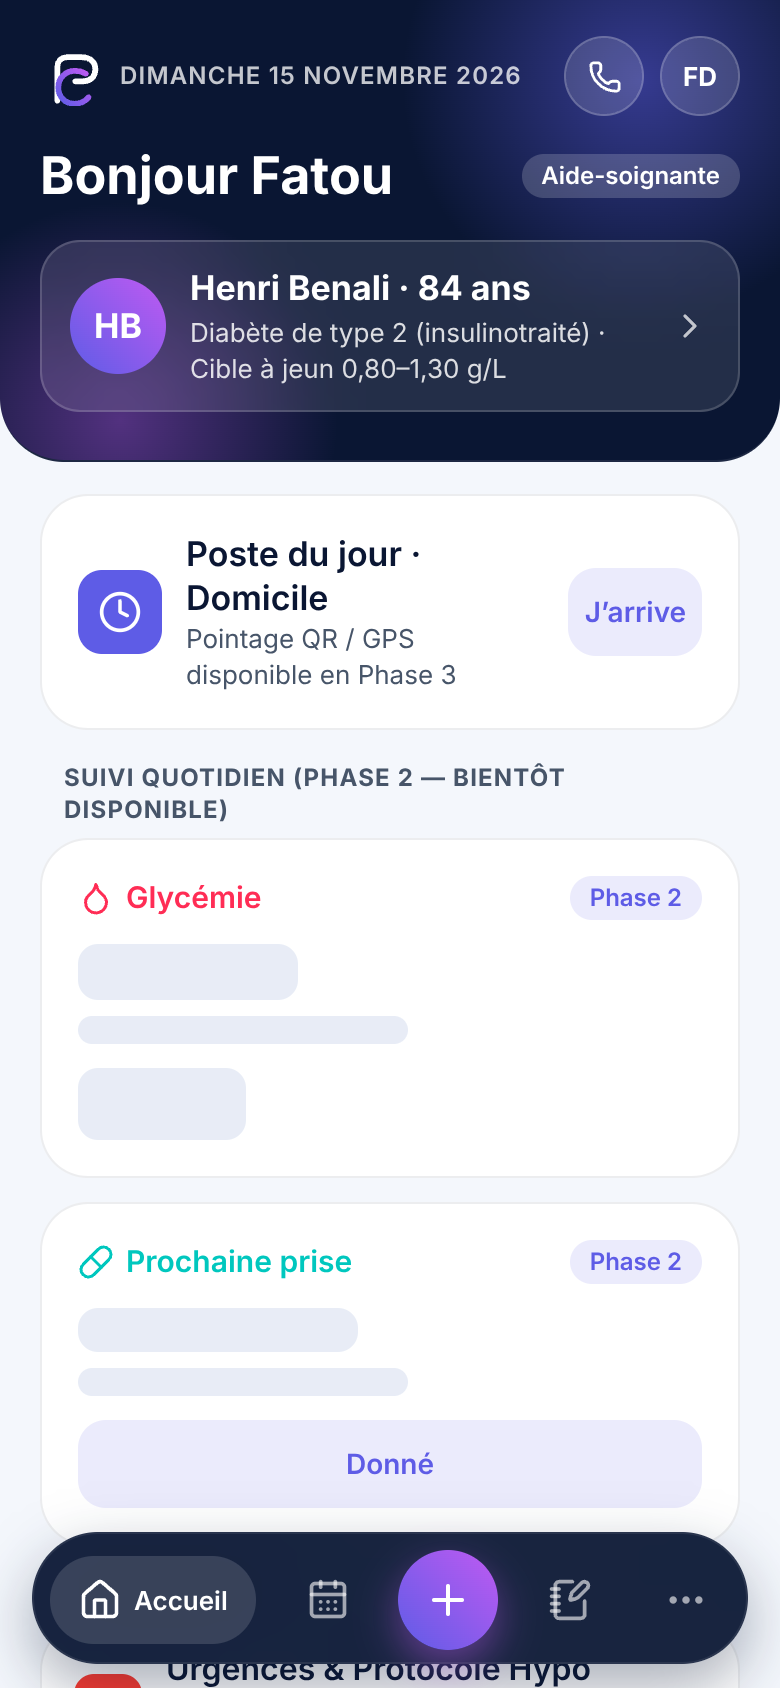 DIMANCHE 15 NOVEMBRE 2026
FD
Bonjour Fatou
Aide-soignante
HB
Henri Benali · 84 ans
Diabète de type 2 (insulinotraité) ·
Cible à jeun 0,80–1,30 g/L
Poste du jour ·
Domicile
Pointage QR / GPS
disponible en Phase 3
J’arrive
SUIVI QUOTIDIEN (PHASE 2 — BIENTÔT
DISPONIBLE)
Glycémie
Phase 2
Prochaine prise
Phase 2
Donné
Accueil
Urgences & Protocole Hypo